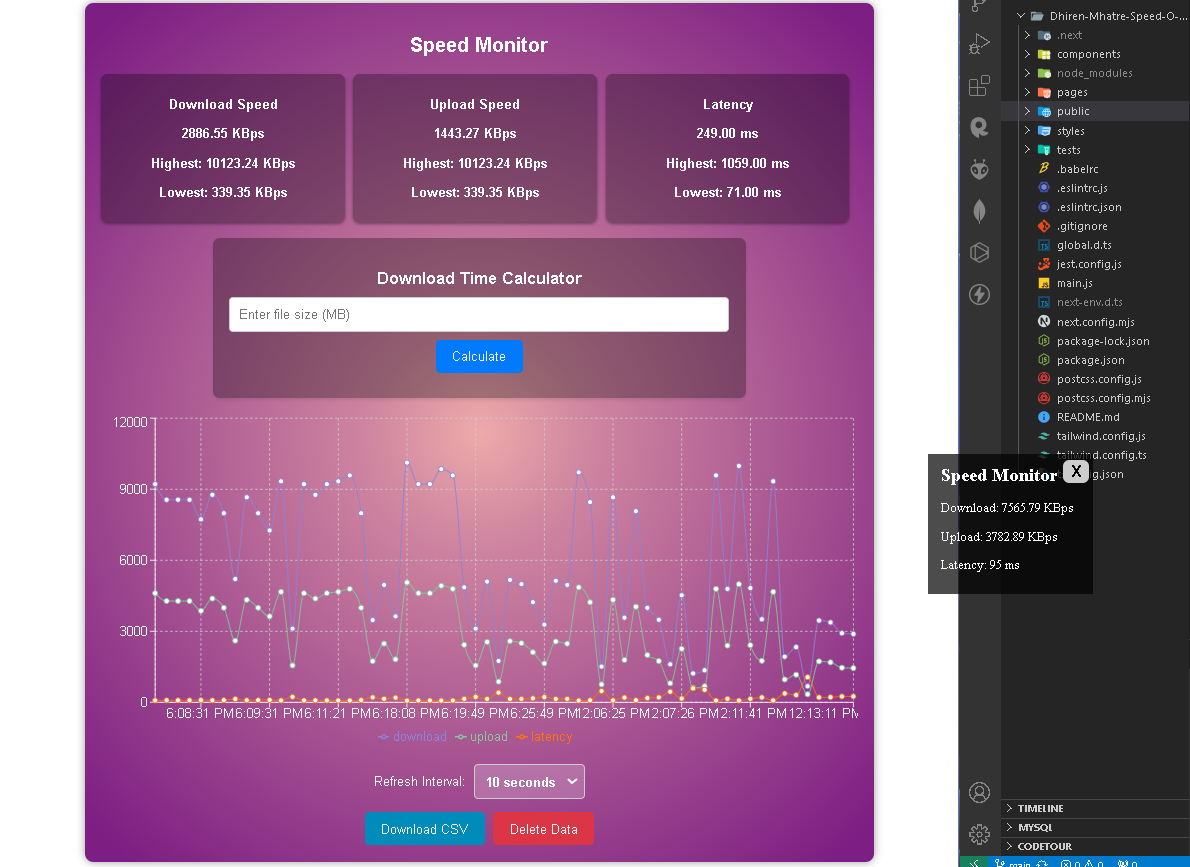 Speed Monitor
Download Speed
2886.55 KBps
Highest: 10123.24 KBps
Lowest: 339.35 KBps
Upload Speed
1443.27 KBps
Highest: 10123.24 KBps
Lowest: 339.35 KBps
Latency
249.00 ms
Highest: 1059.00 ms
Lowest: 71.00 ms
Download Time Calculator
Enter file size (MB)
Calculate
12000
9000
6000
3000
0
6:08:31 PM 6:09:31 PM 6:11:21 PM 6:18:08 PM 6:19:49 PM 6:25:49 PM 12:06:25 PM 2:07:26 PM 2:11:41 PM 12:13:11 PM
download upload latency
Refresh Interval: 10 seconds
Download CSV Delete Data
Dhiren-Mhatre-Speed-O-...
.next
components
node_modules
pages
public
styles
tests
.babelrc
.eslintrc.js
.eslintrc.json
.gitignore
global.d.ts
jest.config.js
main.js
next-env.d.ts
next.config.mjs
package-lock.json
package.json
postcss.config.js
postcss.config.mjs
README.md
tailwind.config.js
tailwind.config.ts
Speed Monitor X
Download: 7565.79 KBps
Upload: 3782.89 KBps
Latency: 95 ms
TIMELINE
MYSQL
CODETOUR
main 0 0 0